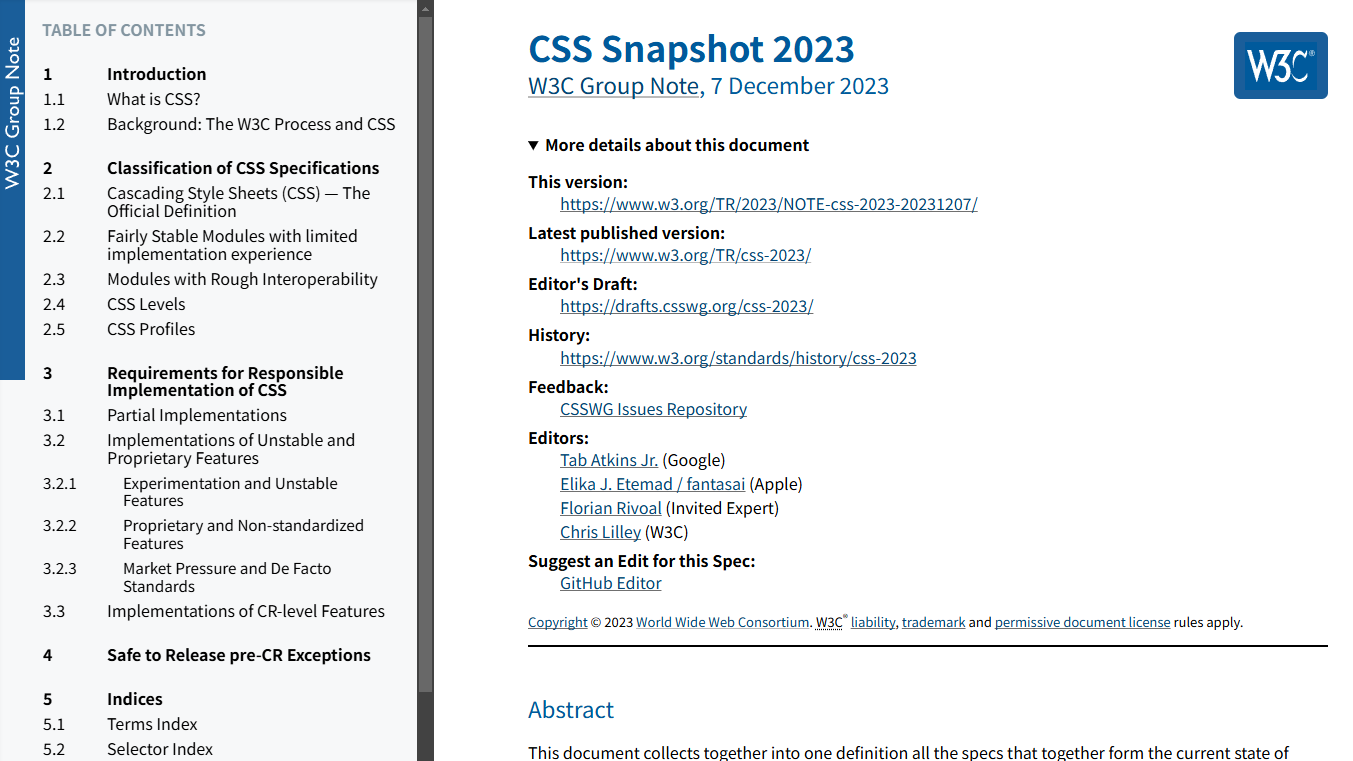 W3C Group Note
TABLE OF CONTENTS
1 Introduction
1.1 What is CSS?
1.2 Background: The W3C Process and CSS
2 Classification of CSS Specifications
2.1 Cascading Style Sheets (CSS) — The
Official Definition
2.2 Fairly Stable Modules with limited
implementation experience
2.3 Modules with Rough Interoperability
2.4 CSS Levels
2.5 CSS Profiles
3 Requirements for Responsible
Implementation of CSS
3.1 Partial Implementations
3.2 Implementations of Unstable and
Proprietary Features
3.2.1 Experimentation and Unstable
Features
3.2.2 Proprietary and Non-standardized
Features
3.2.3 Market Pressure and De Facto
Standards
3.3 Implementations of CR-level Features
4 Safe to Release pre-CR Exceptions
5 Indices
5.1 Terms Index
5.2 Selector Index
CSS Snapshot 2023
W3C Group Note, 7 December 2023
W3C®
▼ More details about this document
This version:
https://www.w3.org/TR/2023/NOTE-css-2023-20231207/
Latest published version:
https://www.w3.org/TR/css-2023/
Editor's Draft:
https://drafts.csswg.org/css-2023/
History:
https://www.w3.org/standards/history/css-2023
Feedback:
CSSWG Issues Repository
Editors:
Tab Atkins Jr. (Google)
Elika J. Etemad / fantasai (Apple)
Florian Rivoal (Invited Expert)
Chris Lilley (W3C)
Suggest an Edit for this Spec:
GitHub Editor
Copyright © 2023 World Wide Web Consortium. W3C® liability, trademark and permissive document license rules apply.
Abstract
This document collects together into one definition all the specs that together form the current state of